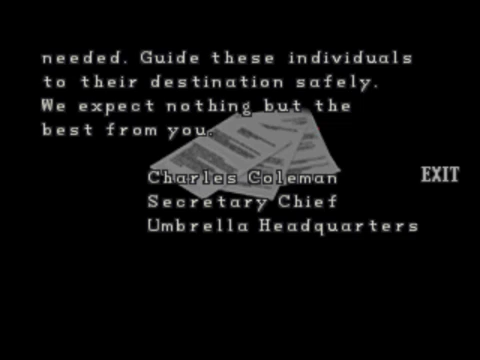 needed. Guide these individuals
to their destination safely.
We expect nothing but the
best from you.
Charles Coleman
EXIT
Secretary Chief
Umbrella Headquarters